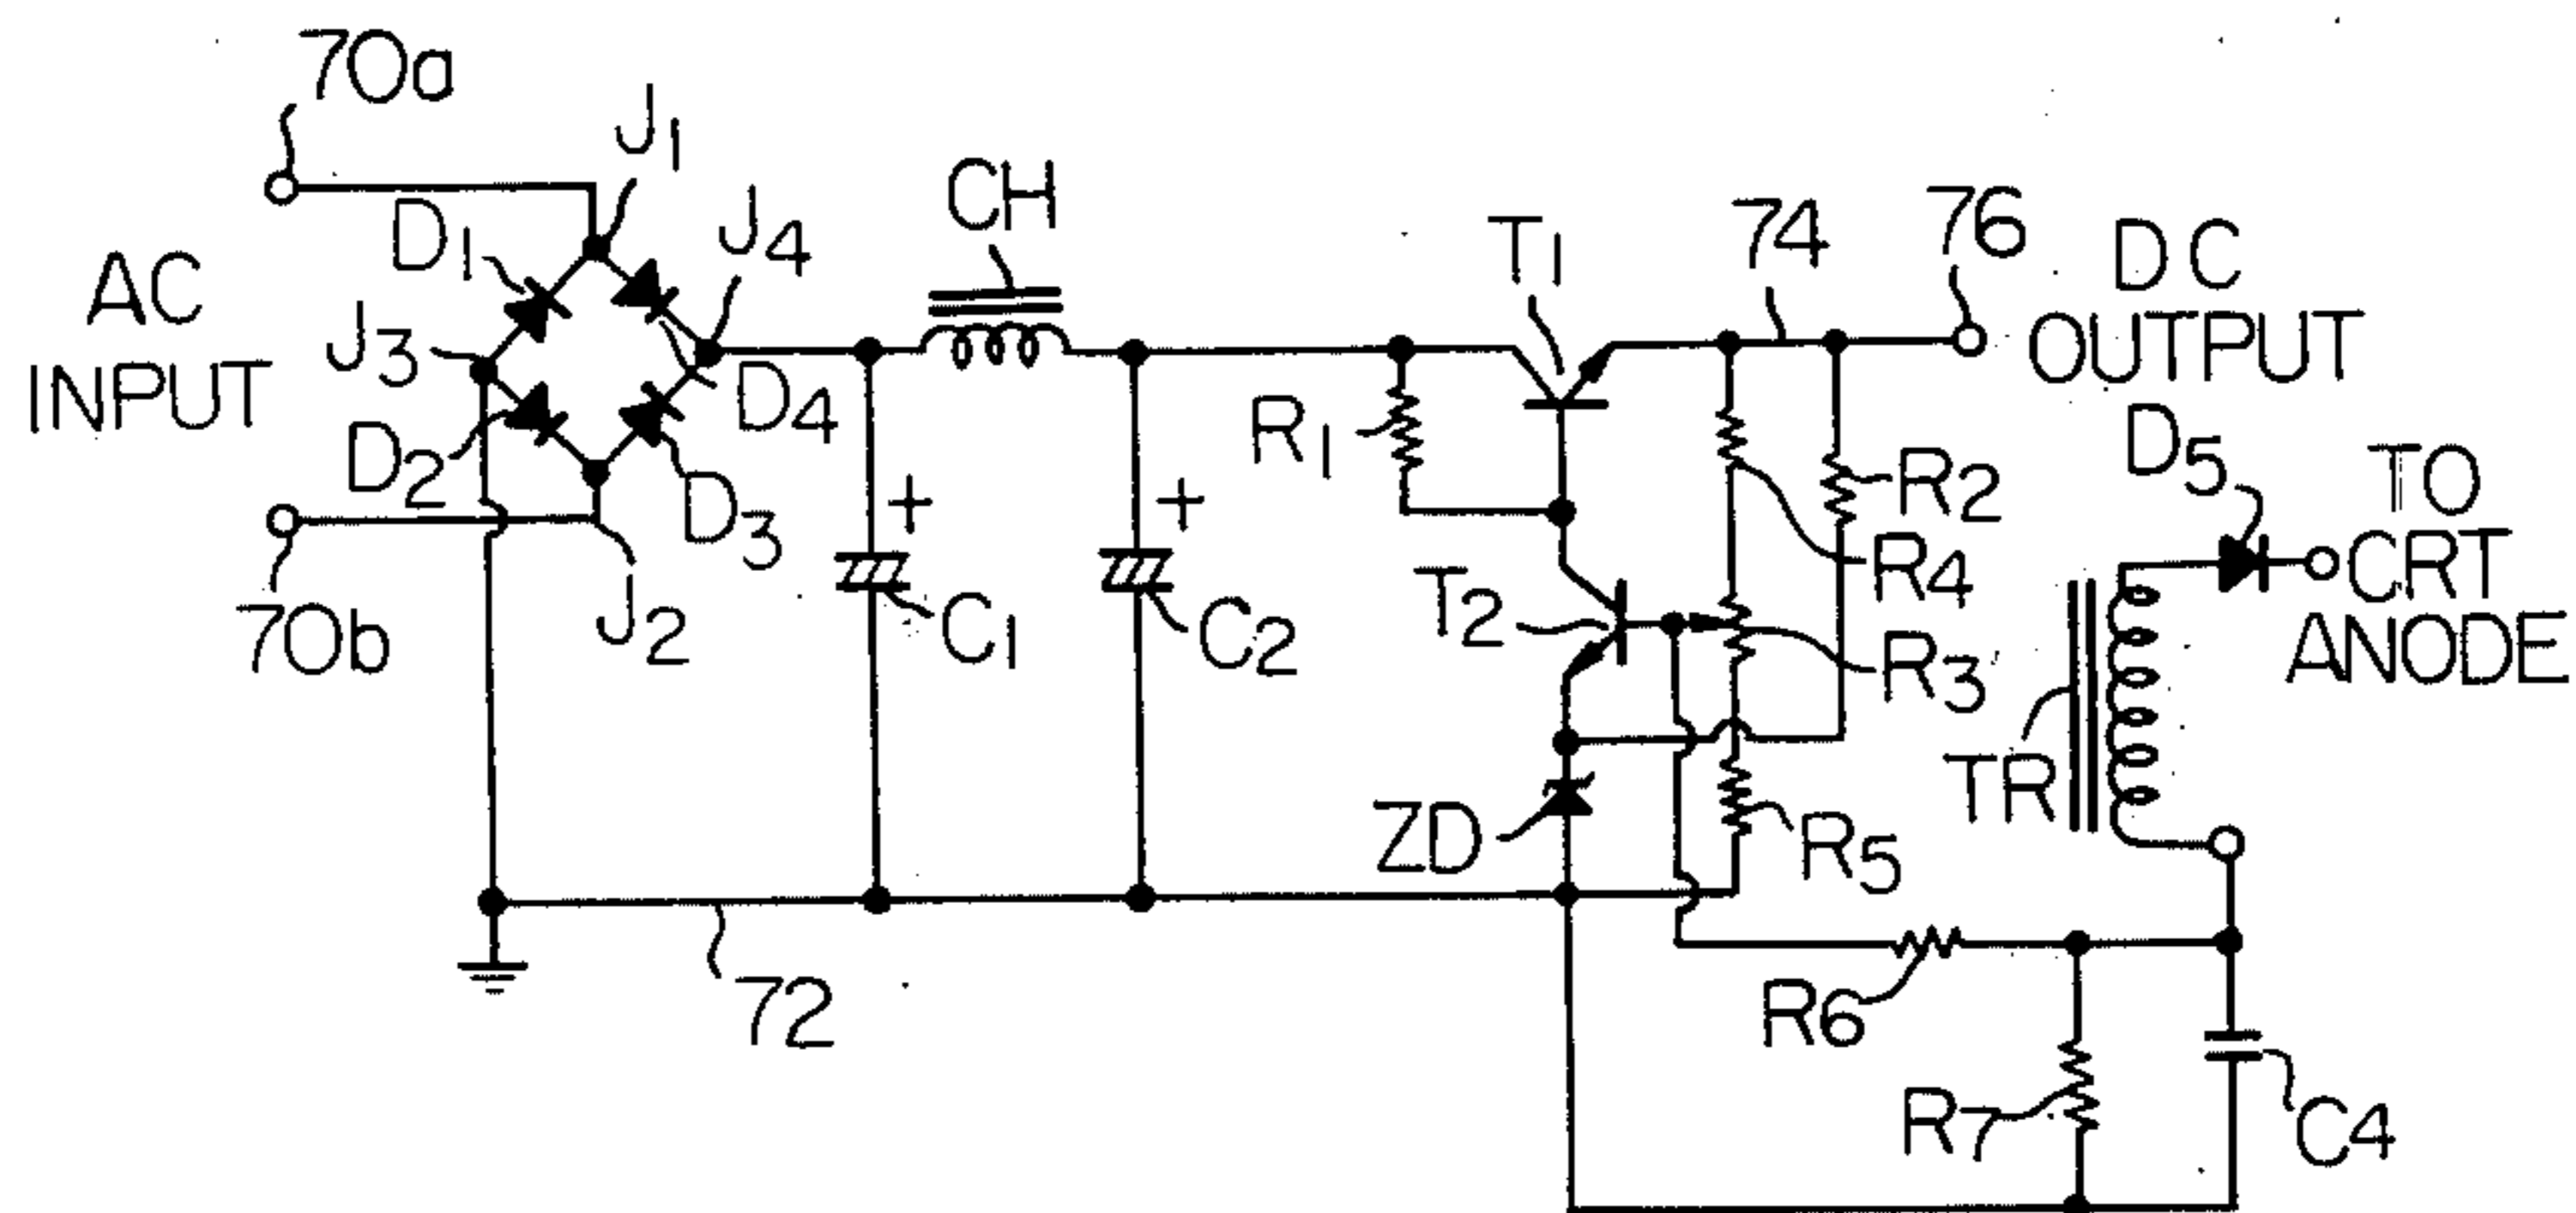 70a
J1
AC
INPUT
D1
J4
J3
D2
D4
D3
70b
J2
CH
C1
C2
72
R1
T1
74
76
DC
OUTPUT
D5
TO
CRT
ANODE
R2
R4
R3
T2
ZD
R5
TR
R6
R7
C4